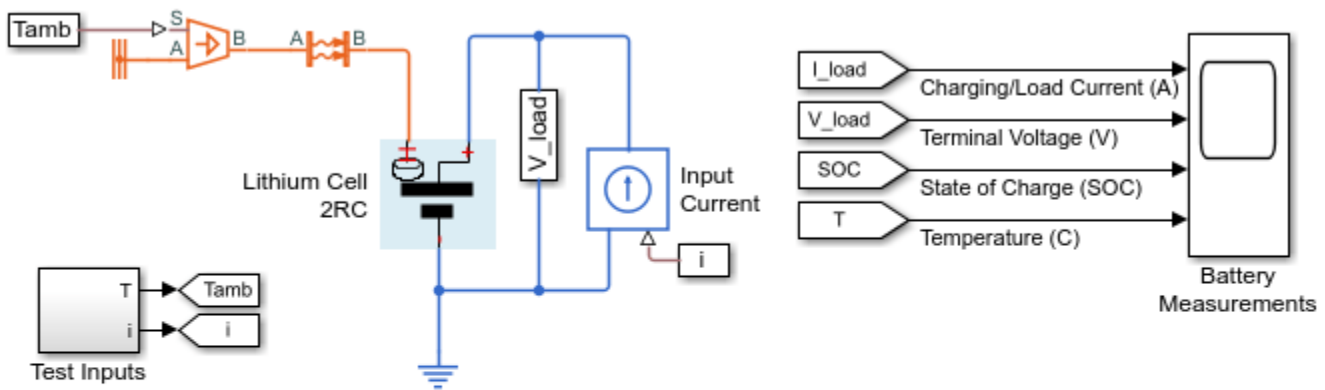 Tamb
S
A
B
A
B
V_load
Lithium Cell
2RC
Input
Current
i
T
i
Tamb
i
Test Inputs
I_load
Charging/Load Current (A)
V_load
Terminal Voltage (V)
SOC
State of Charge (SOC)
T
Temperature (C)
Battery
Measurements